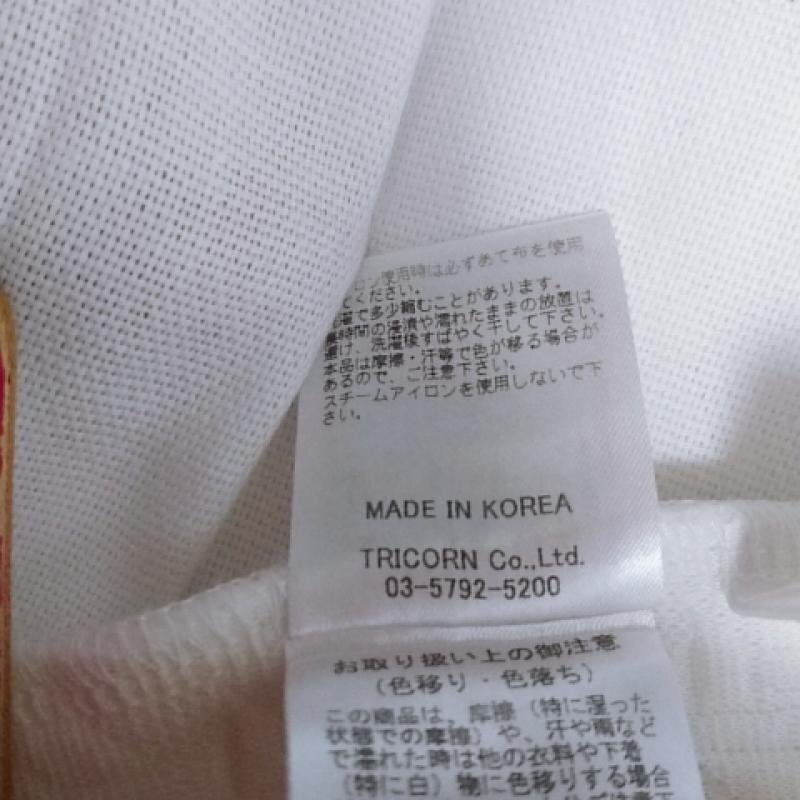 ロン使用時は必ずあて布を使用
てください。
洗濯で多少縮むことがあります。
長時間の浸漬や濡れたままの放置は
避け、洗濯後すばやく干して下さい。
本品は摩擦・汗等で色が移る場合が
あるので、ご注意下さい。
スチームアイロンを使用しないで下
さい。
MADE IN KOREA
TRICORN Co.,Ltd.
03-5792-5200
お取り扱い上の御注意
(色移り・色落ち)
この商品は、摩擦(特に湿った
状態での摩擦)や、汗や雨など
で濡れた時は他の衣料や下着
(特に白)物に色移りする場合